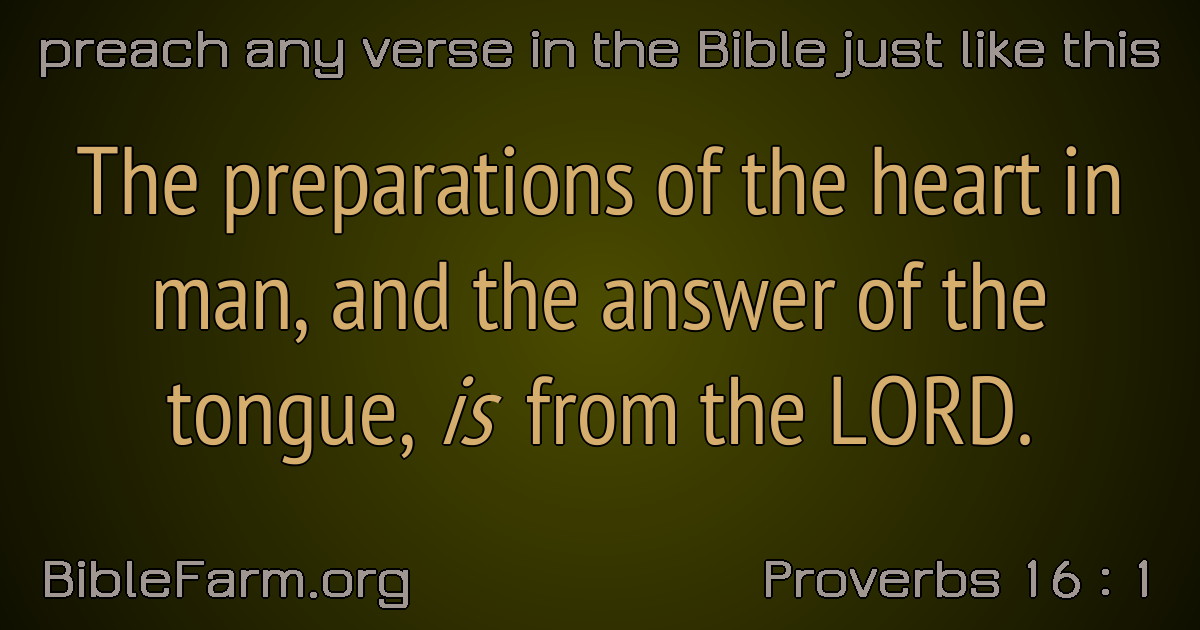 preach any verse in the Bible just like this
The preparations of the heart in
man, and the answer of the
tongue, is from the LORD.
BibleFarm.org
Proverbs 16 : 1